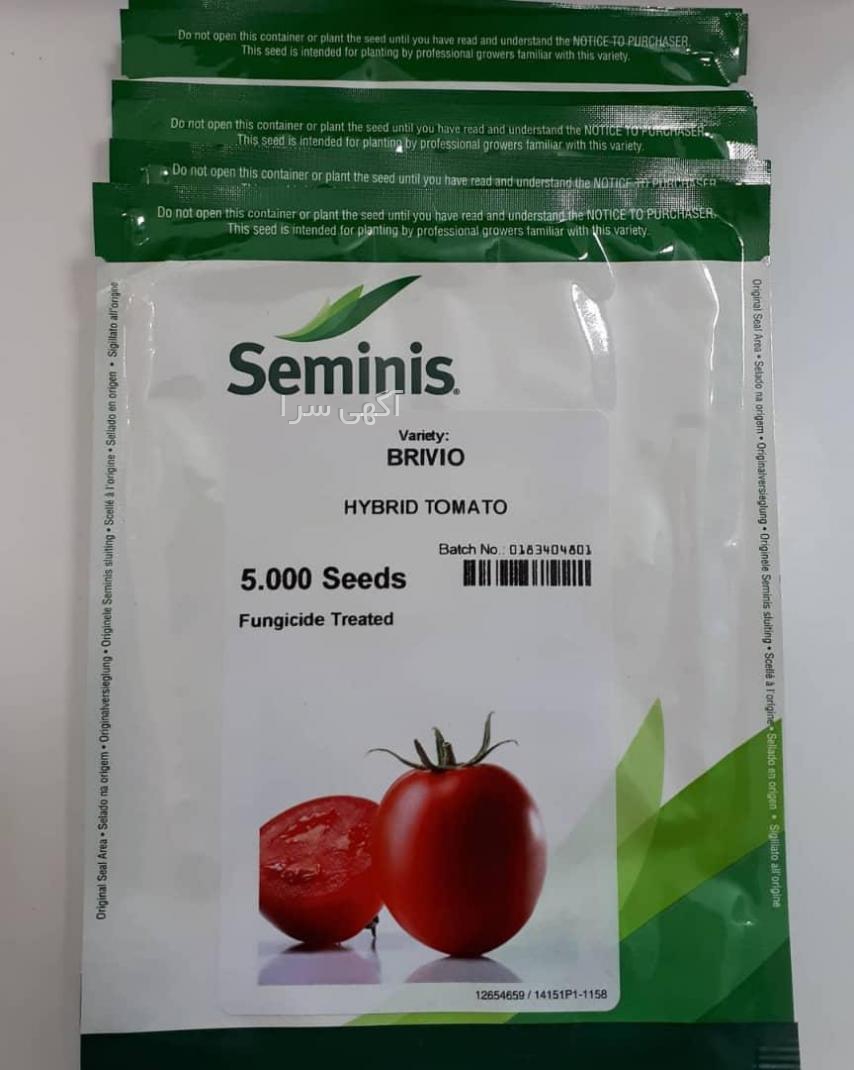 Do not open this container or plant the seed until you have read and understand the NOTICE TO PURCHASER.
This seed is intended for planting by professional growers familiar with this variety.
Do not open this container or plant the seed until you have read and understand the NOTICE TO PURCHASER.
This seed is intended for planting by professional growers familiar with this variety.
Do not open this container or plant the seed until you have read and understand the NOTICE TO PURCHASER
Do not open this container or plant the seed until you have read and understand the NOTICE TO PURCHASER.
This seed is intended for planting by professional growers familiar with this variety.
Original Seal Area • Selado na origem • Originalversieglung • Originele Seminis sluiting • Scellé à l'origine • Sellado en origen • Sigillato all'origine
Seminis®
آگهی سرا
Variety:
BRIVIO
HYBRID TOMATO
Batch No.: 0183404801
5.000 Seeds
Fungicide Treated
12654659 / 14151P1-1158
Original Seal Area • Selado na origem • Originalversieglung • Originele Seminis sluiting • Scellé à l'origine • Sellado en origen • Sigillato all'origine